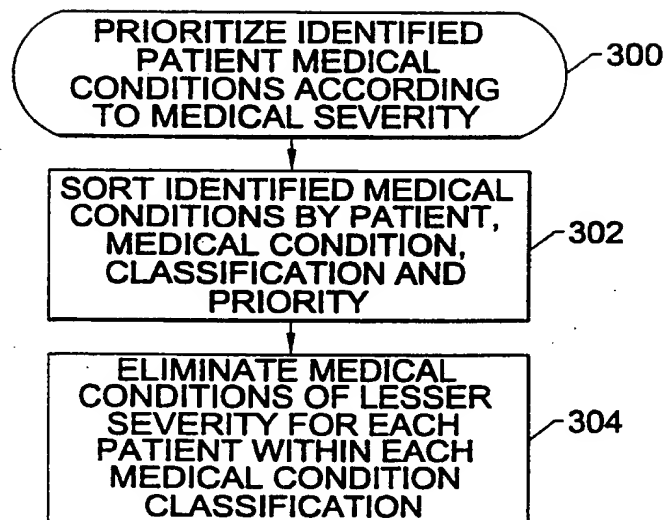 PRIORITIZE IDENTIFIED
PATIENT MEDICAL
CONDITIONS ACCORDING
TO MEDICAL SEVERITY
300
SORT IDENTIFIED MEDICAL
CONDITIONS BY PATIENT,
MEDICAL CONDITION,
CLASSIFICATION AND
PRIORITY
302
ELIMINATE MEDICAL
CONDITIONS OF LESSER
SEVERITY FOR EACH
PATIENT WITHIN EACH
MEDICAL CONDITION
CLASSIFICATION
304